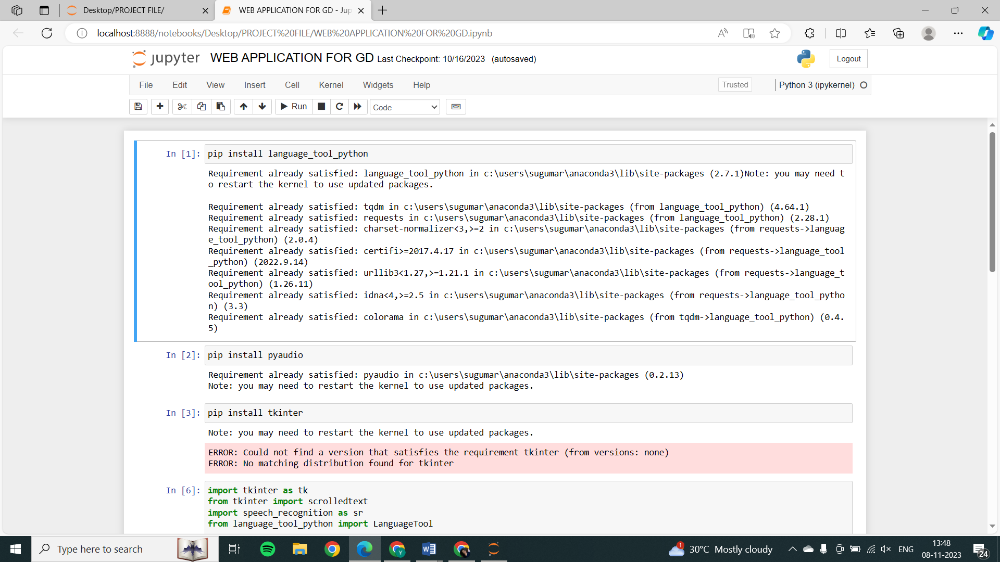 Desktop/PROJECT FILE/
WEB APPLICATION FOR GD - Jup
localhost:8888/notebooks/Desktop/PROJECT%20FILE/WEB%20APPLICATION%20FOR%20GD.ipynb
jupyter WEB APPLICATION FOR GD Last Checkpoint: 10/16/2023 (autosaved)
Logout
File Edit View Insert Cell Kernel Widgets Help
Trusted
Python 3 (ipykernel)
Run
Code
In [1]: pip install language_tool_python
Requirement already satisfied: language_tool_python in c:\users\sugumar\anaconda3\lib\site-packages (2.7.1)Note: you may need t
o restart the kernel to use updated packages.
Requirement already satisfied: tqdm in c:\users\sugumar\anaconda3\lib\site-packages (from language_tool_python) (4.64.1)
Requirement already satisfied: requests in c:\users\sugumar\anaconda3\lib\site-packages (from language_tool_python) (2.28.1)
Requirement already satisfied: charset-normalizer<3,>=2 in c:\users\sugumar\anaconda3\lib\site-packages (from requests->languag
e_tool_python) (2.0.4)
Requirement already satisfied: certifi>=2017.4.17 in c:\users\sugumar\anaconda3\lib\site-packages (from requests->language_tool
_python) (2022.9.14)
Requirement already satisfied: urllib3<1.27,>=1.21.1 in c:\users\sugumar\anaconda3\lib\site-packages (from requests->language_t
ool_python) (1.26.11)
Requirement already satisfied: idna<4,>=2.5 in c:\users\sugumar\anaconda3\lib\site-packages (from requests->language_tool_pytho
n) (3.3)
Requirement already satisfied: colorama in c:\users\sugumar\anaconda3\lib\site-packages (from tqdm->language_tool_python) (0.4.
5)
In [2]: pip install pyaudio
Requirement already satisfied: pyaudio in c:\users\sugumar\anaconda3\lib\site-packages (0.2.13)
Note: you may need to restart the kernel to use updated packages.
In [3]: pip install tkinter
Note: you may need to restart the kernel to use updated packages.
ERROR: Could not find a version that satisfies the requirement tkinter (from versions: none)
ERROR: No matching distribution found for tkinter
In [6]: import tkinter as tk
from tkinter import scrolledtext
import speech_recognition as sr
from language_tool_python import LanguageTool
Type here to search
1
30°C Mostly cloudy
ENG
13:48
08-11-2023
24